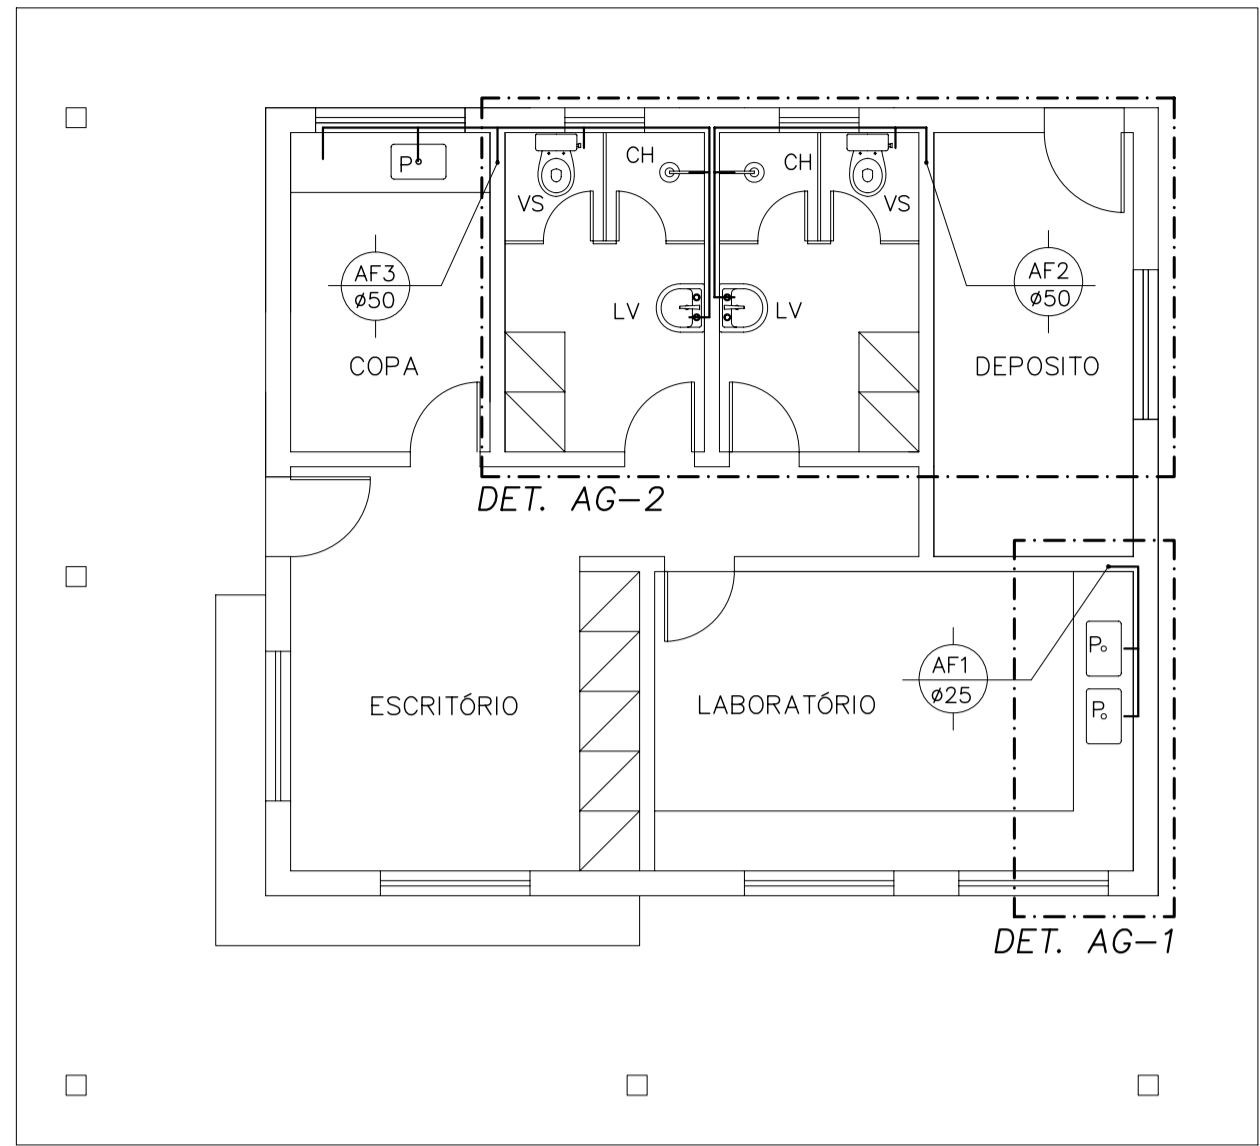 P
CH
CH
VS
VS
AF3
ø50
AF2
ø50
LV
LV
COPA
DEPOSITO
DET. AG-2
P
AF1
ø25
ESCRITÓRIO
LABORATÓRIO
P
DET. AG-1